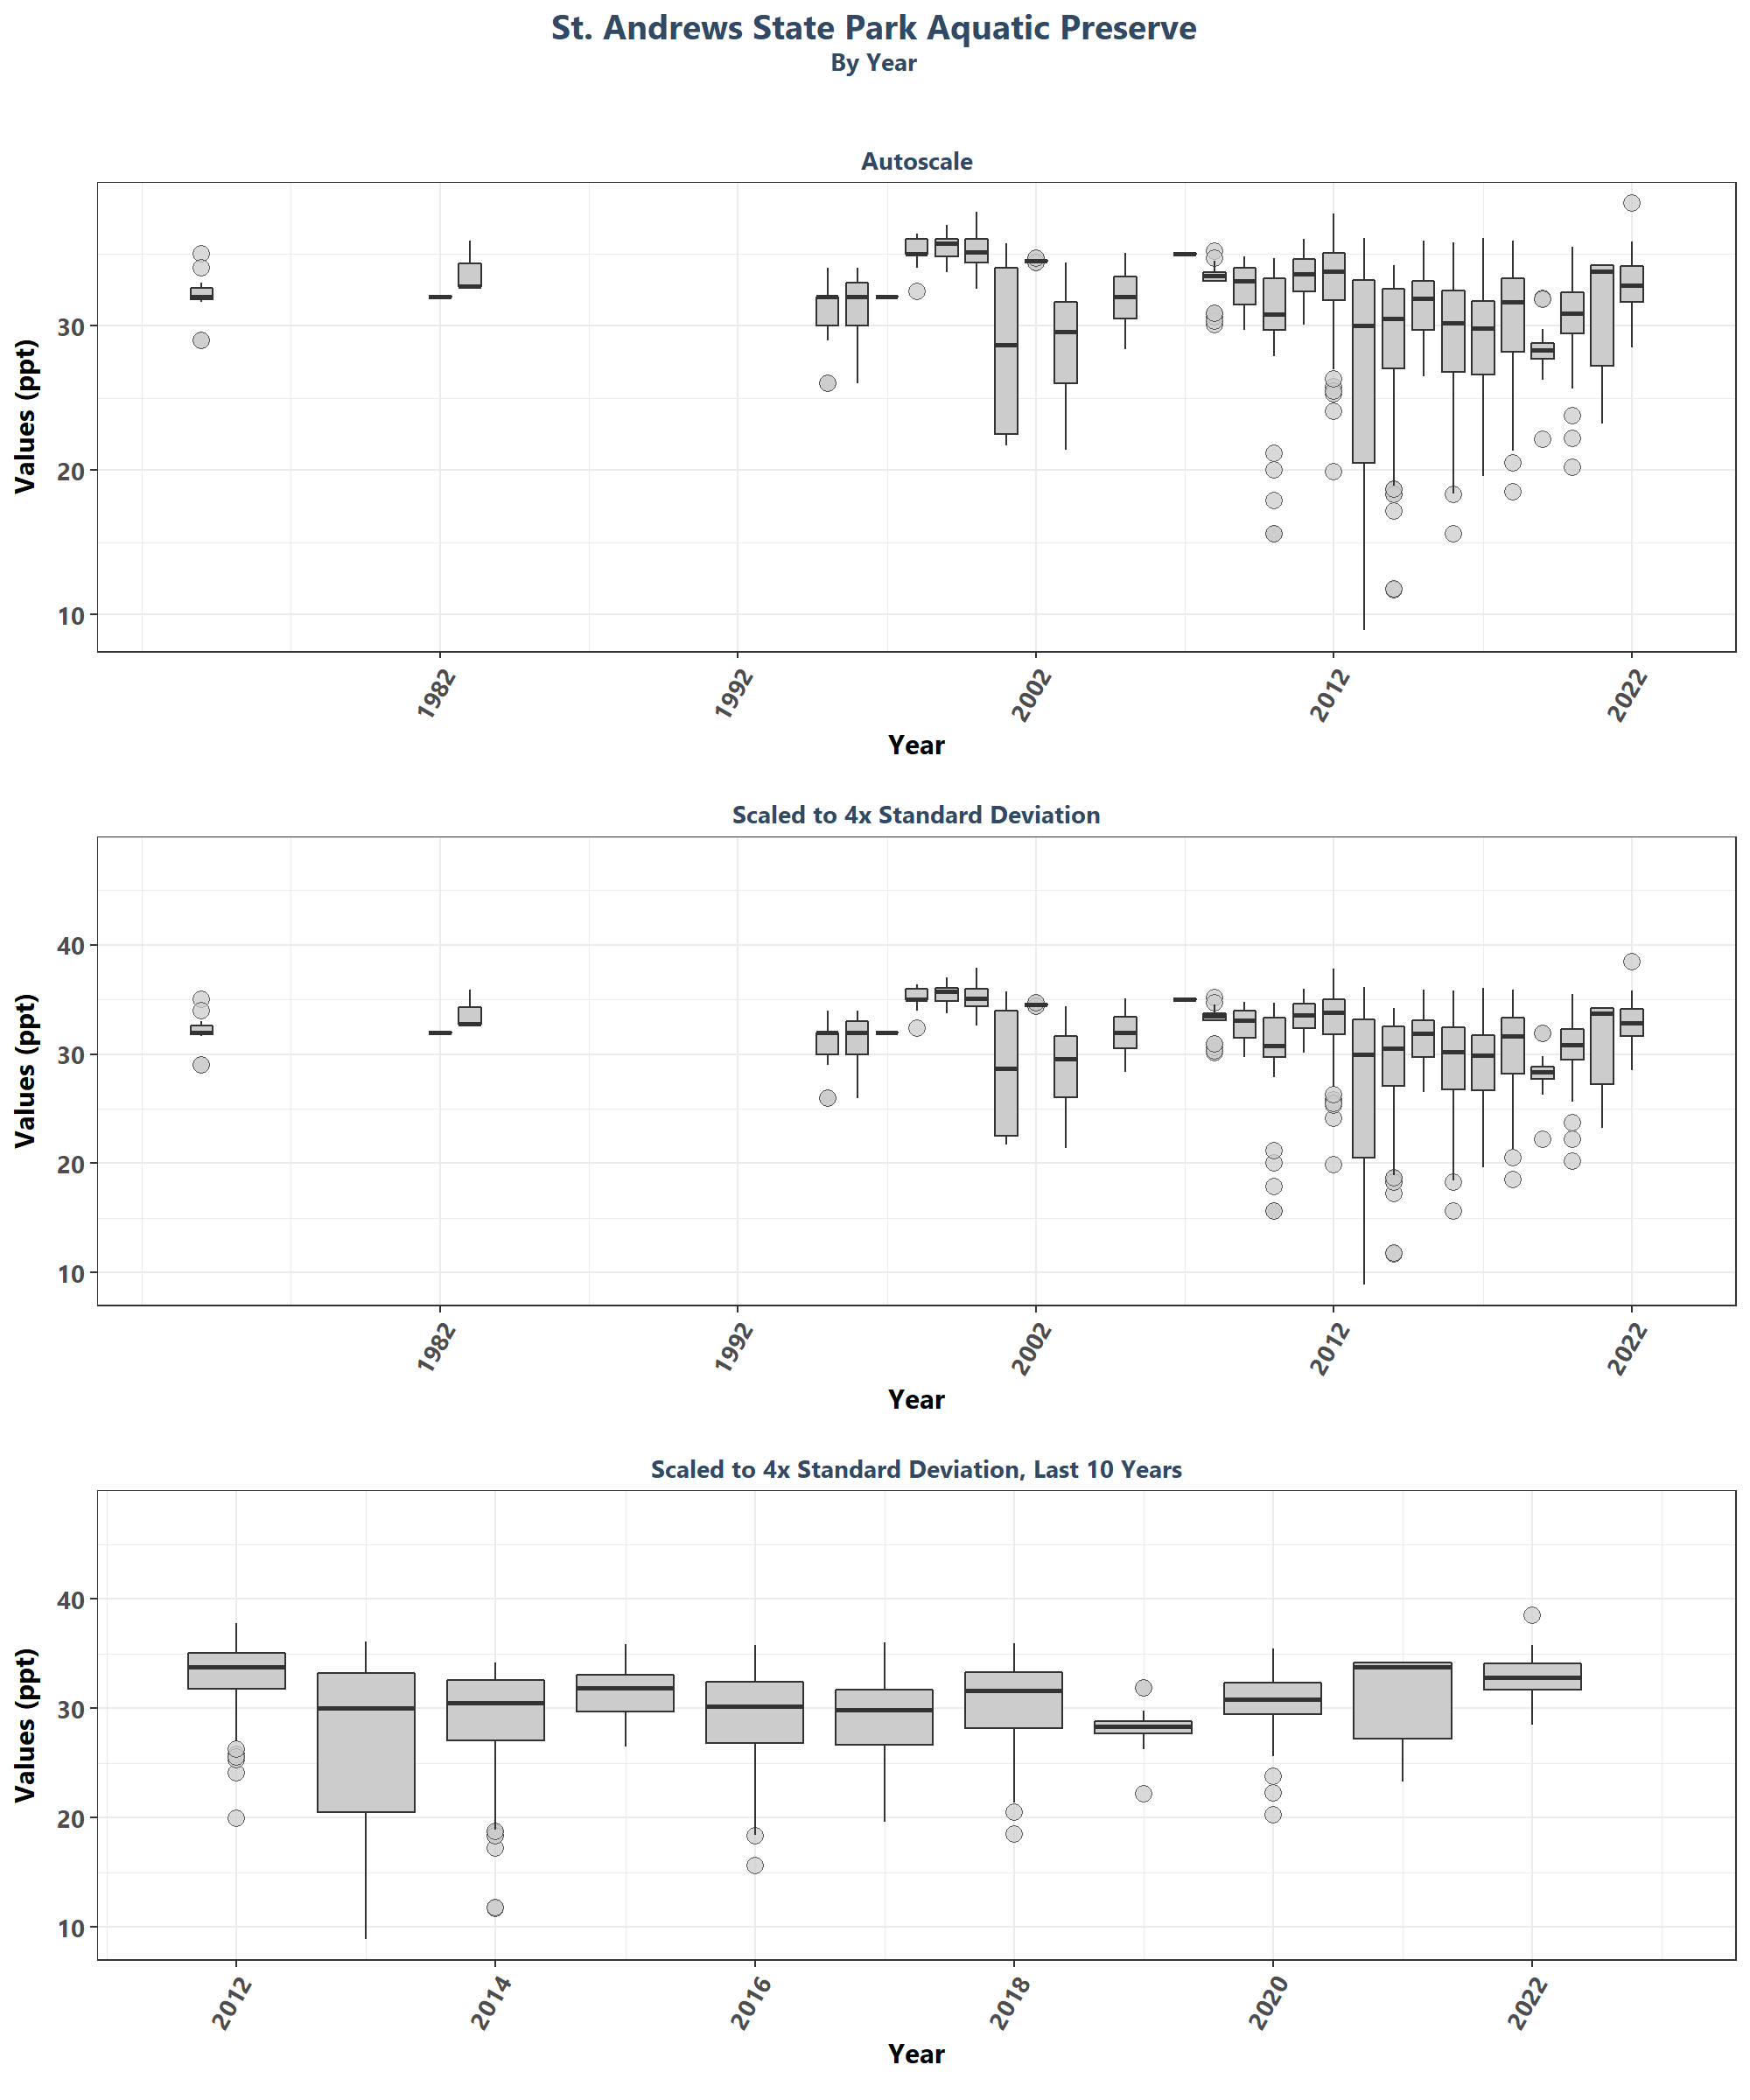 St. Andrews State Park Aquatic Preserve
By Year
Autoscale
Values (ppt)
30
20
10
1982
1992
2002
2012
2022
Year
Scaled to 4x Standard Deviation
Values (ppt)
40
30
20
10
1982
1992
2002
2012
2022
Year
Scaled to 4x Standard Deviation, Last 10 Years
Values (ppt)
40
30
20
10
2012
2014
2016
2018
2020
2022
Year